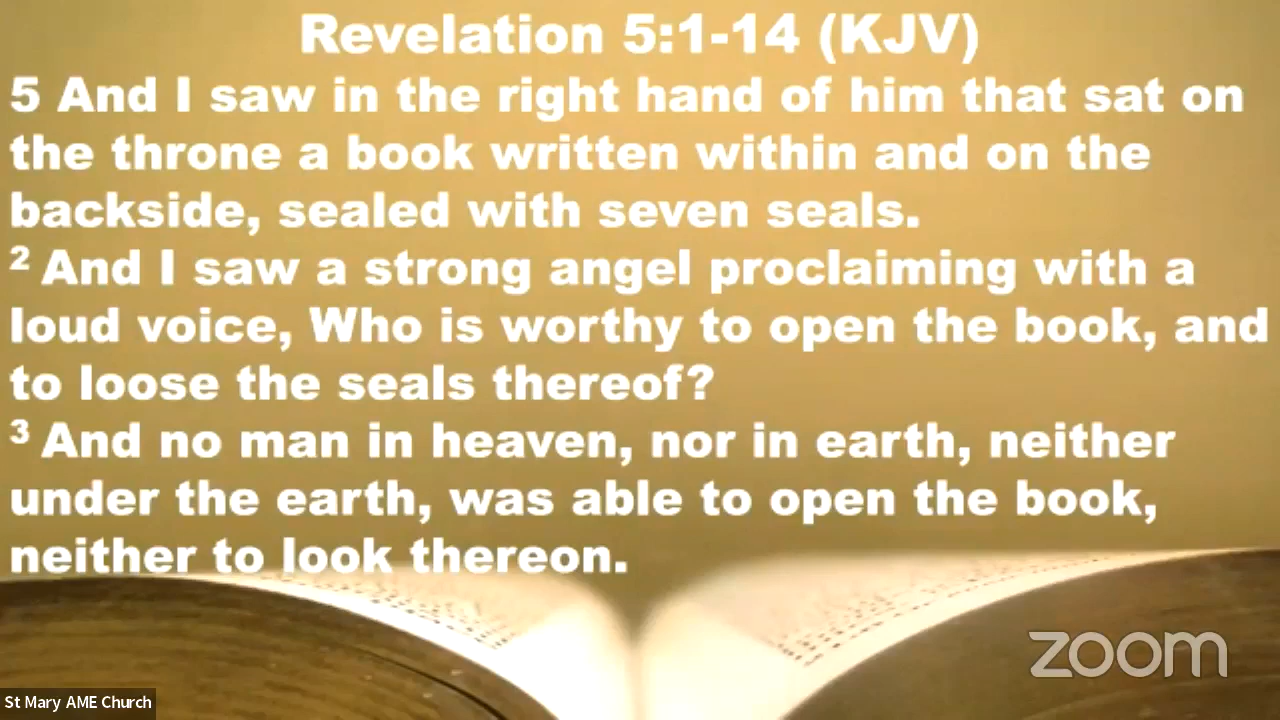 Revelation 5:1-14 (KJV)
5 And I saw in the right hand of him that sat on
the throne a book written within and on the
backside, sealed with seven seals.
2 And I saw a strong angel proclaiming with a
loud voice, Who is worthy to open the book, and
to loose the seals thereof?
3 And no man in heaven, nor in earth, neither
under the earth, was able to open the book,
neither to look thereon.
zoom
St Mary AME Church